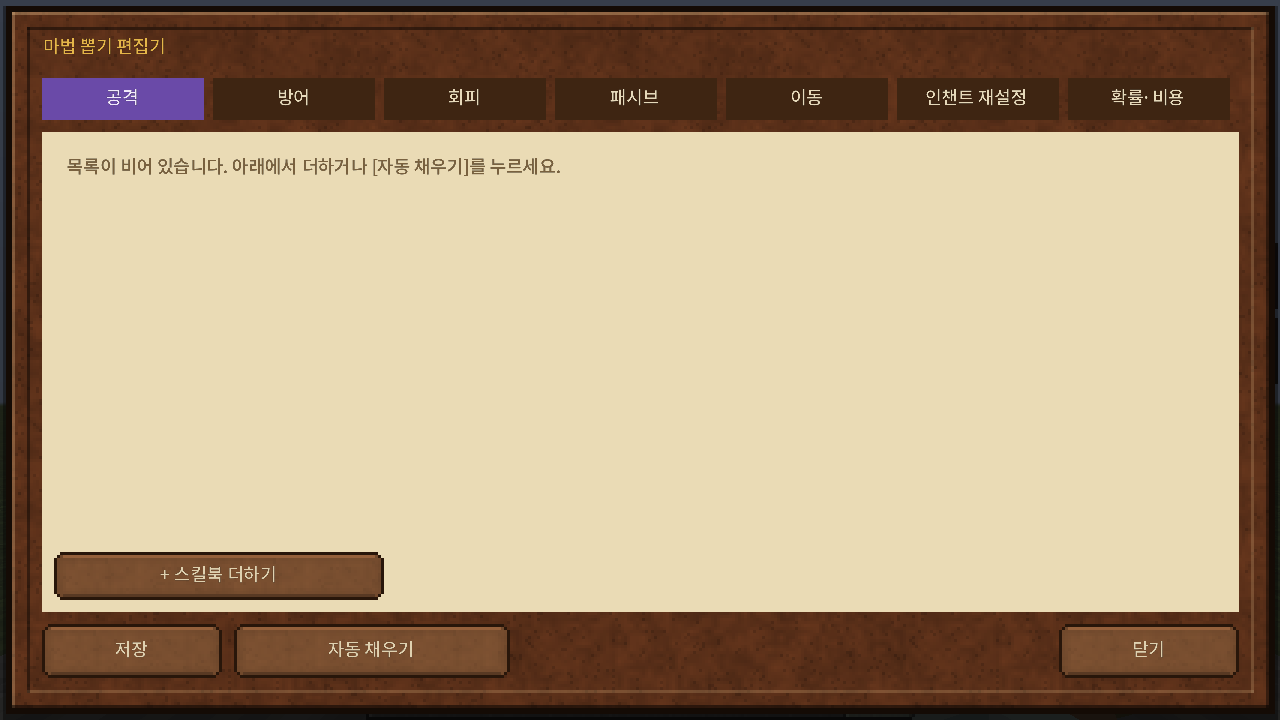 마법 뽑기 편집기
공격 방어 회피 패시브 이동 인챈트 재설정 확률· 비용
목록이 비어 있습니다. 아래에서 더하거나 [자동 채우기]를 누르세요.
+ 스킬북 더하기
저장 자동 채우기 닫기